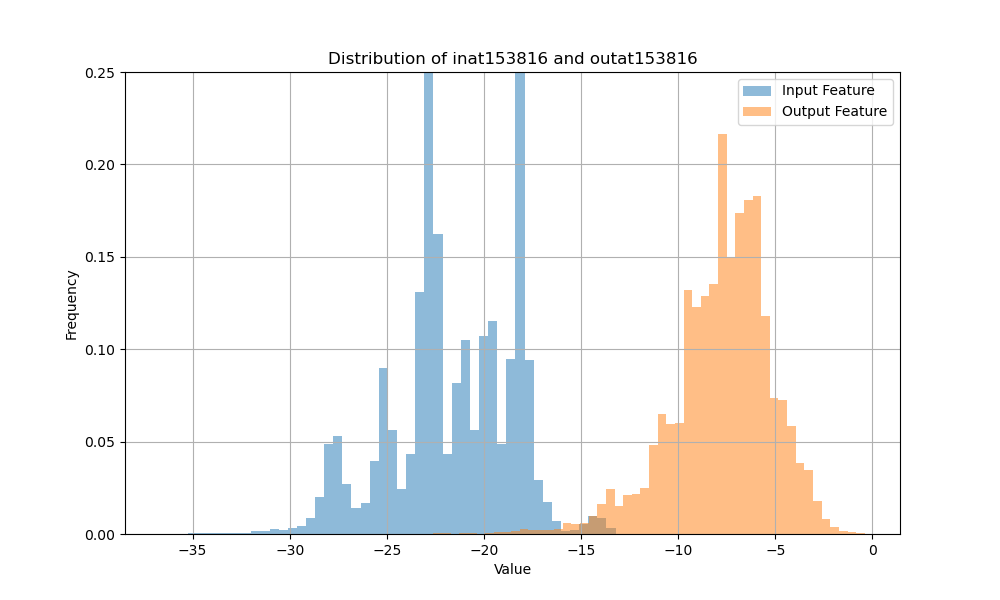 Distribution of inat153816 and outat153816
Input Feature
Output Feature
Frequency
0.25
0.20
0.15
0.10
0.05
0.00
−35
−30
−25
−20
−15
−10
−5
0
Value